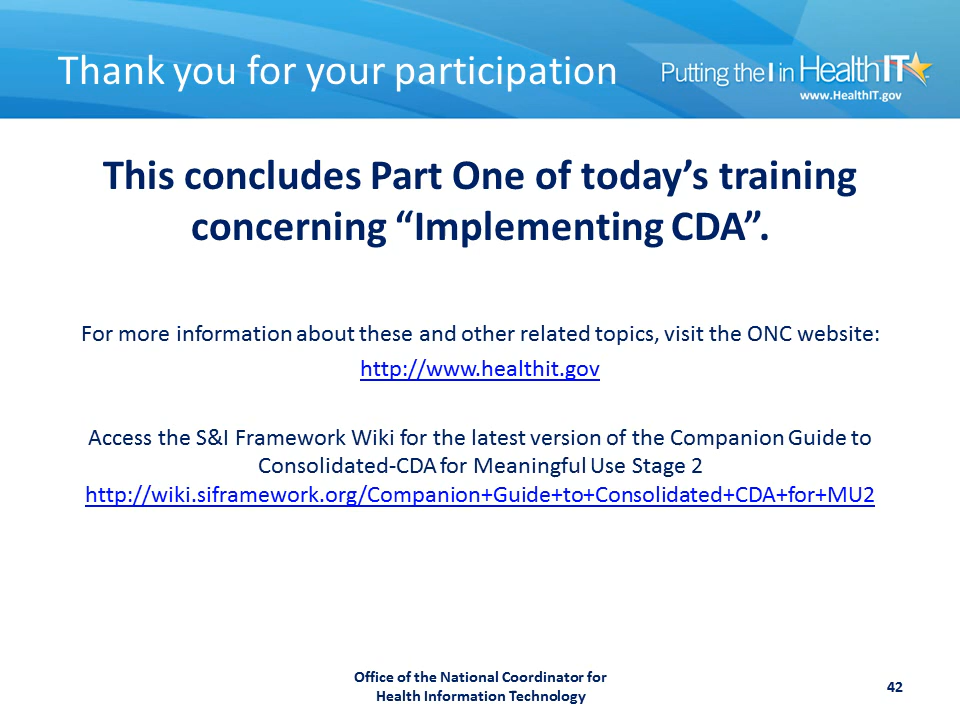 Thank you for your participation
Putting the I in HealthIT
www.HealthIT.gov
This concludes Part One of today’s training
concerning “Implementing CDA”.
For more information about these and other related topics, visit the ONC website:
http://www.healthit.gov
Access the S&I Framework Wiki for the latest version of the Companion Guide to
Consolidated-CDA for Meaningful Use Stage 2
http://wiki.siframework.org/Companion+Guide+to+Consolidated+CDA+for+MU2
Office of the National Coordinator for
Health Information Technology
42